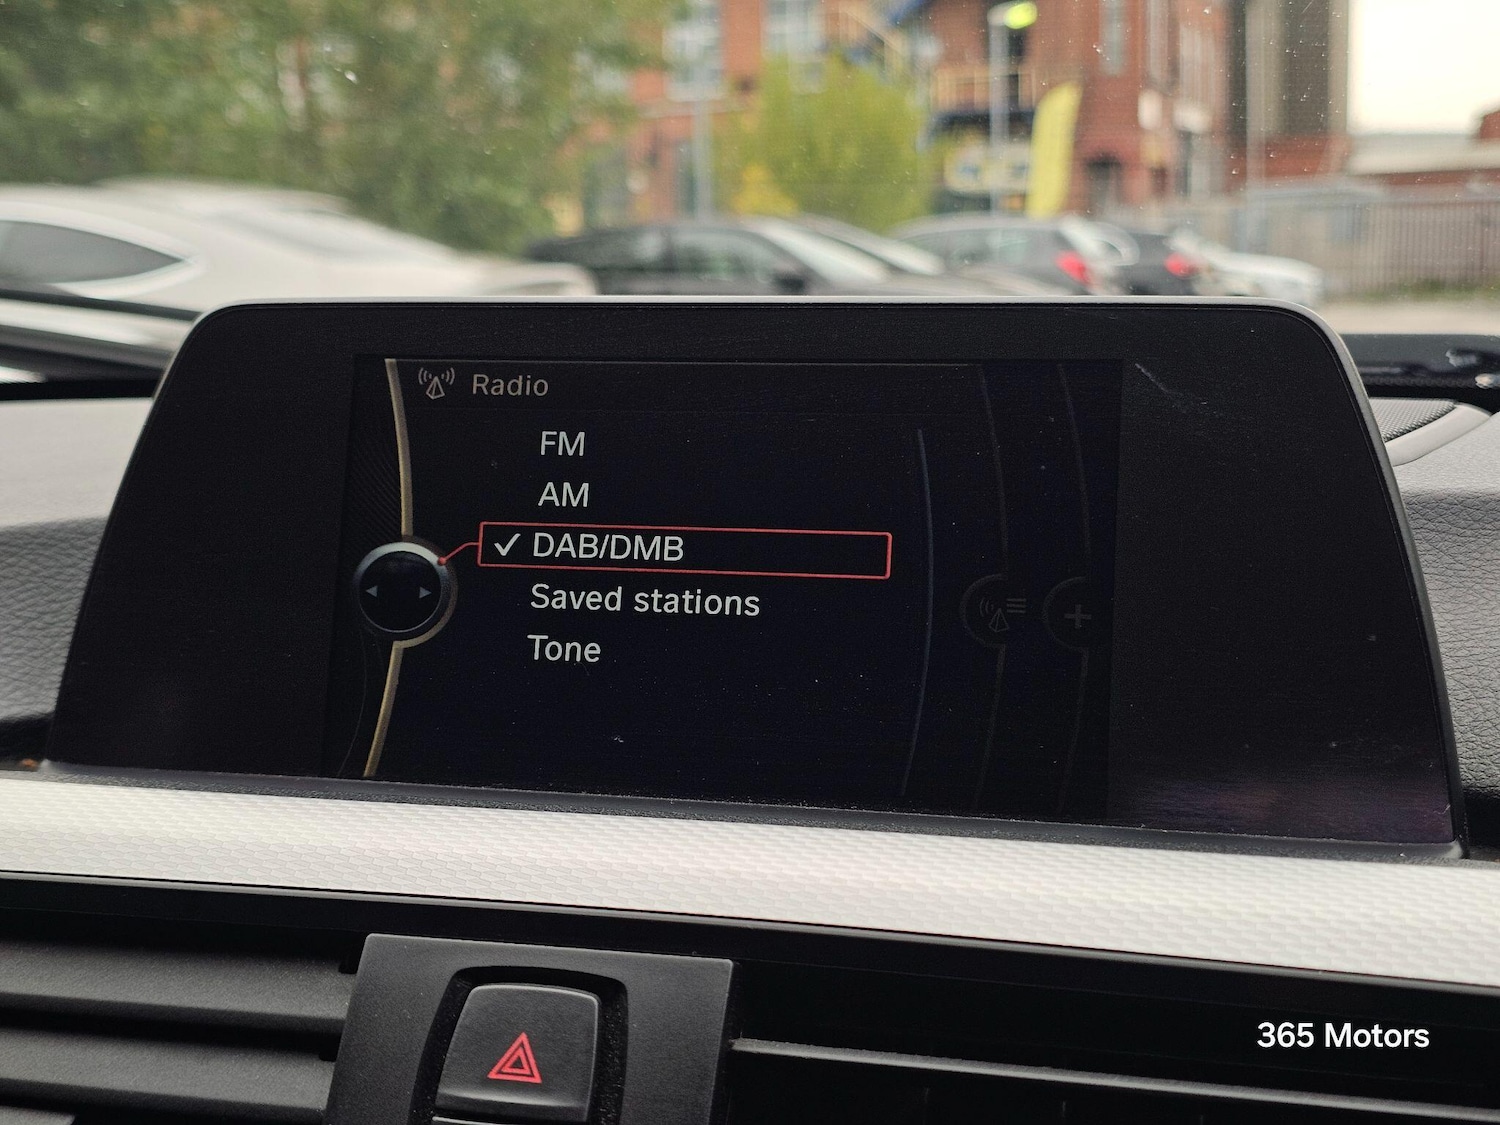 Radio
FM
AM
DAB/DMB
Saved stations
Tone
365 Motors